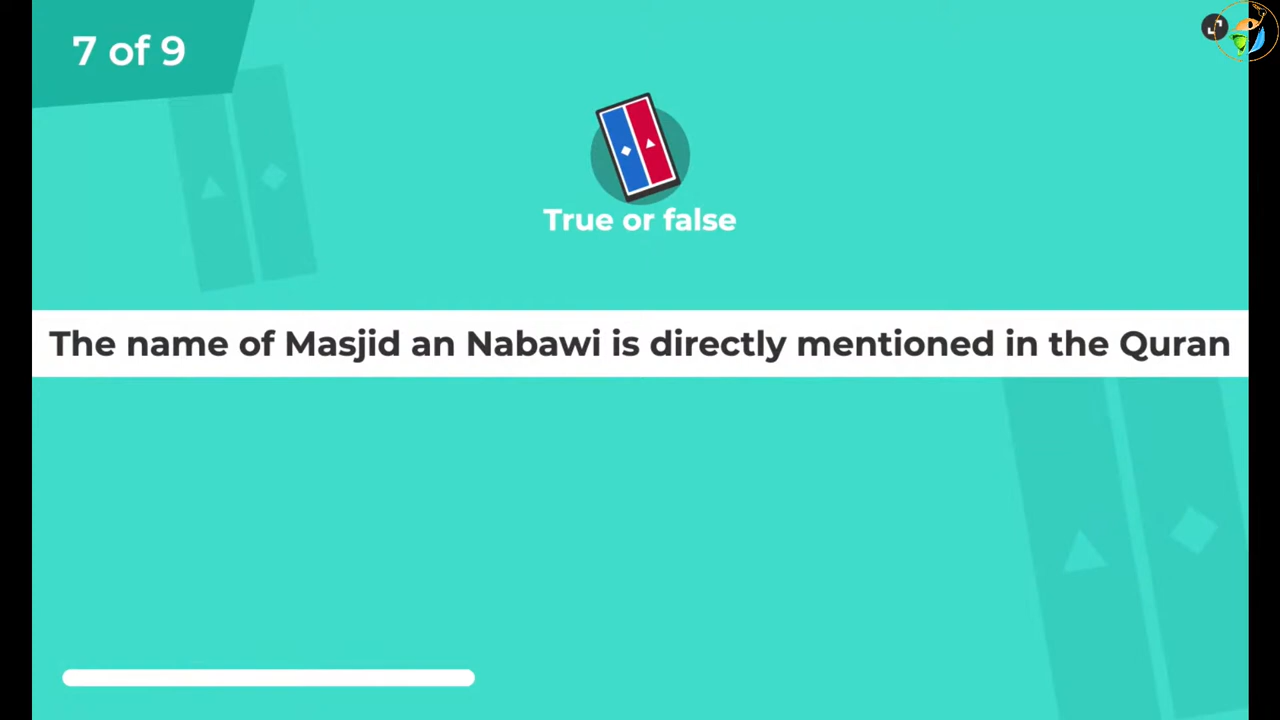 7 of 9
True or false
The name of Masjid an Nabawi is directly mentioned in the Quran